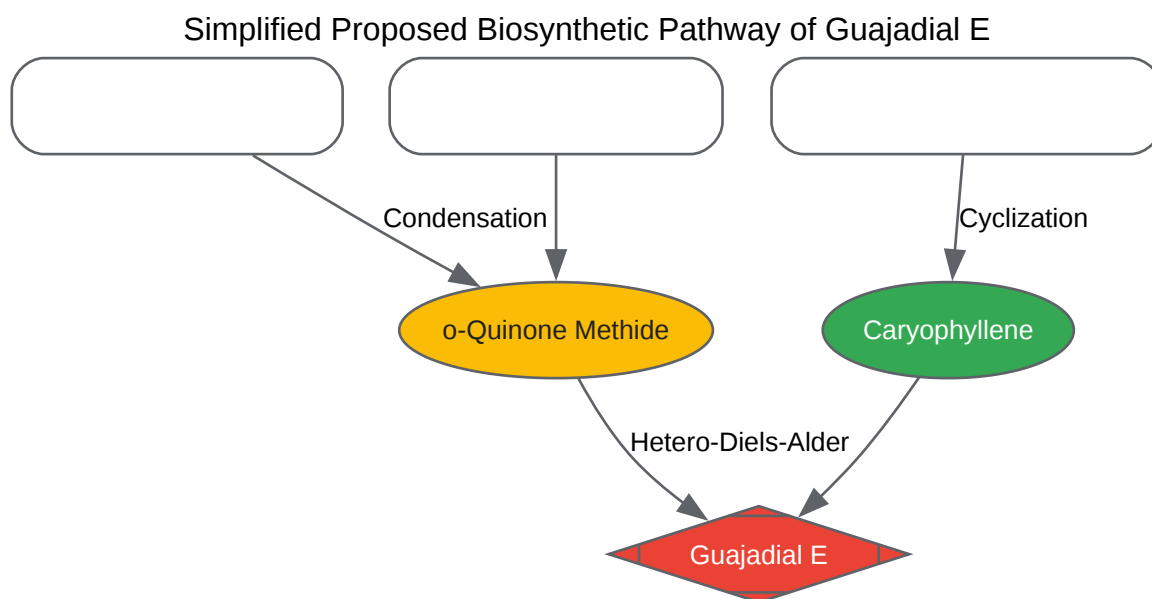 Simplified Proposed Biosynthetic Pathway of Guajadial E
Condensation
Cyclization
o-Quinone Methide
Caryophyllene
Hetero-Diels-Alder
Guajadial E